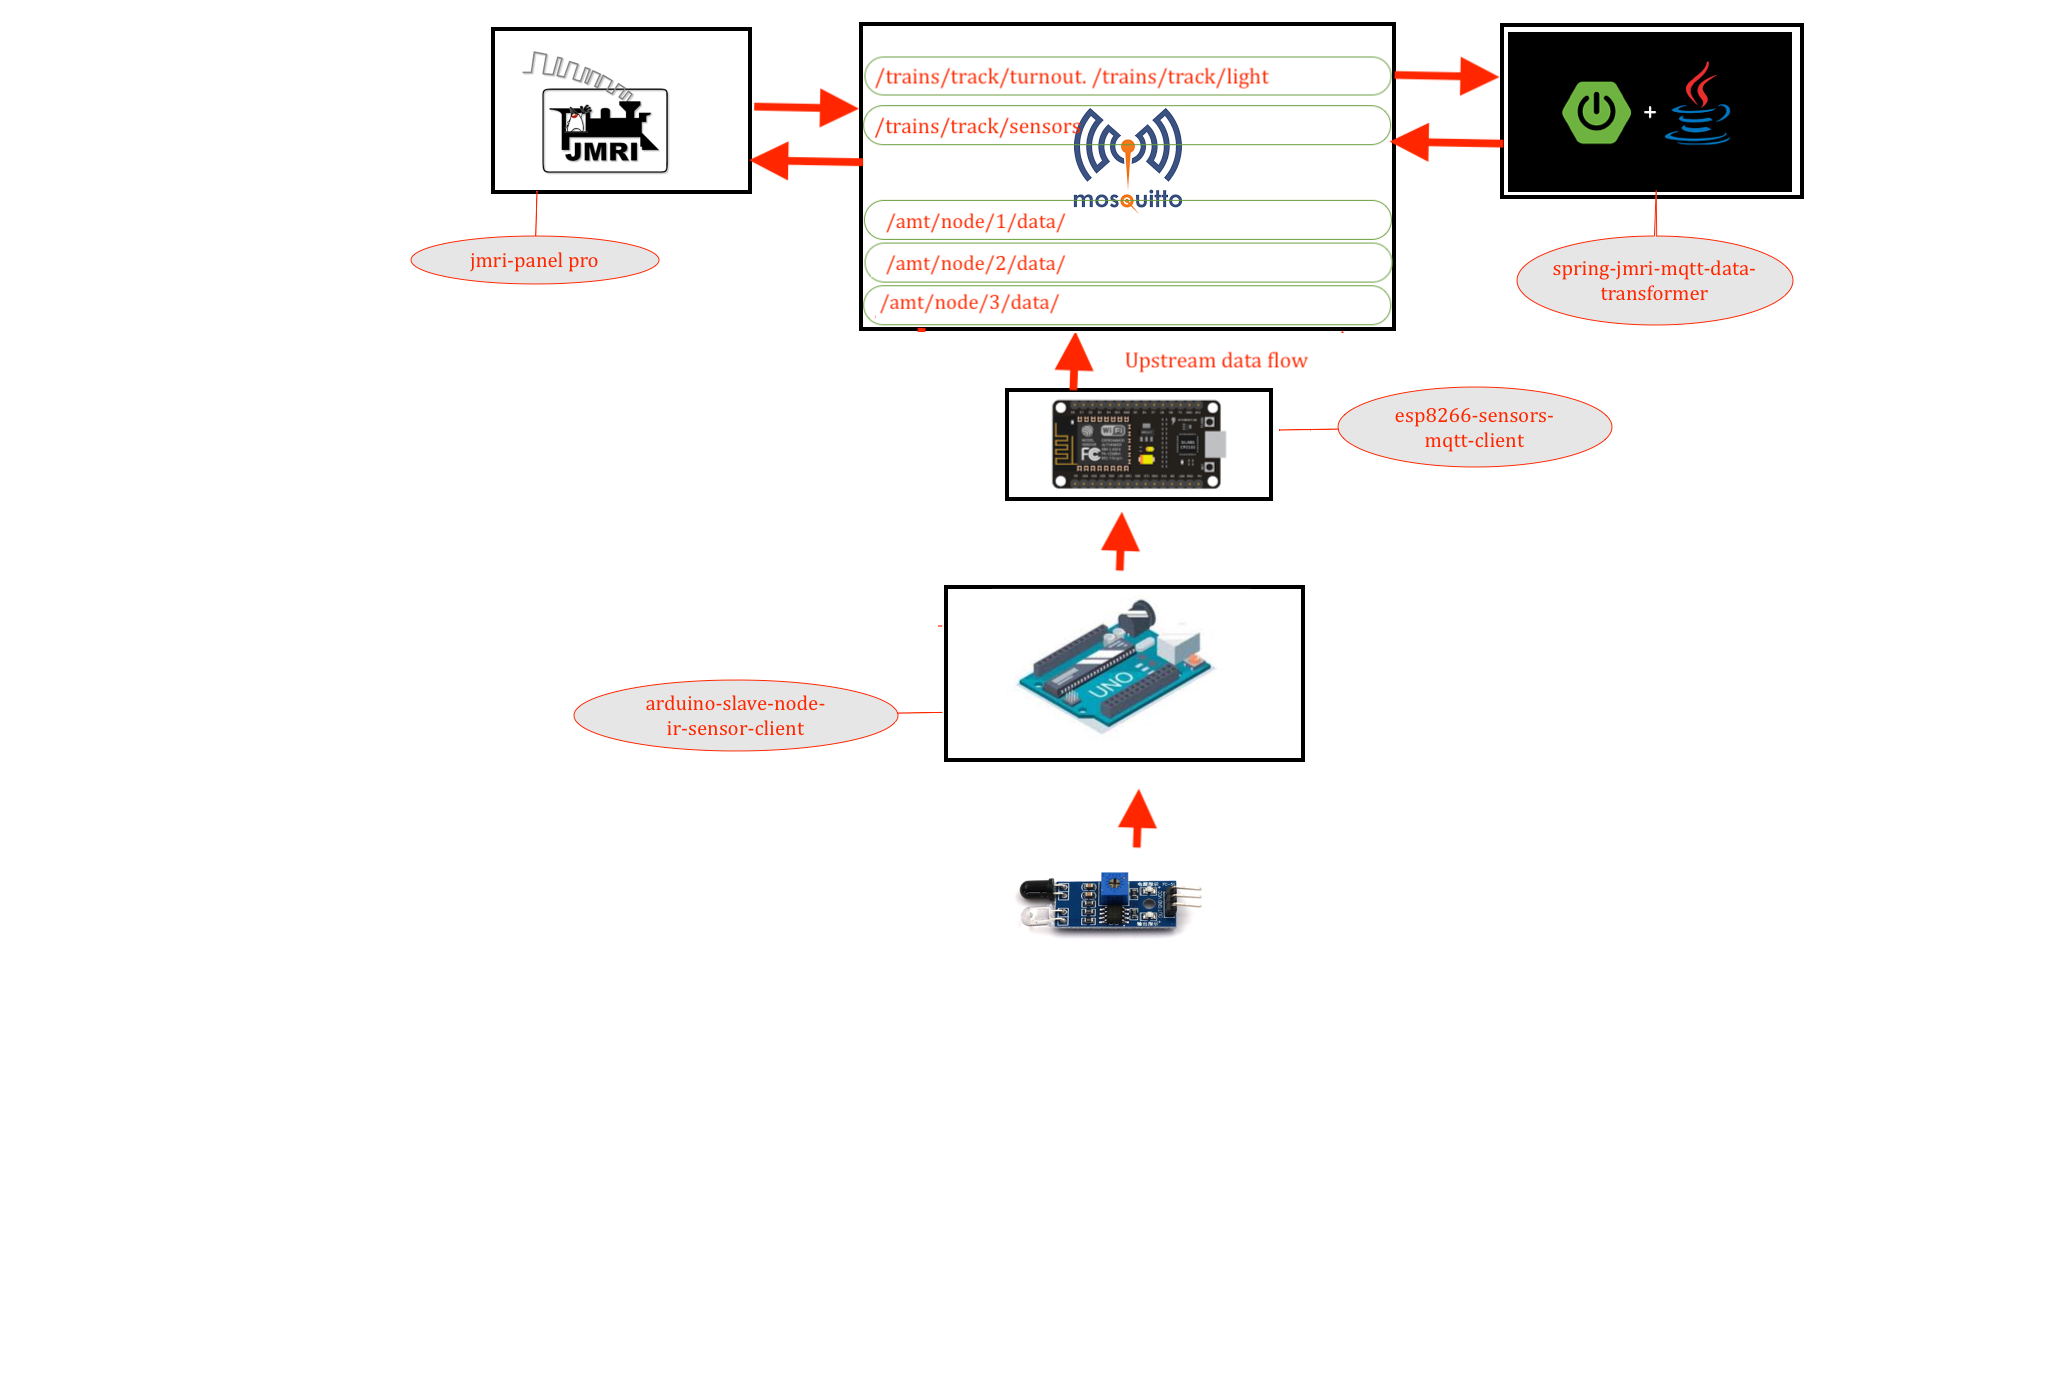 JMRI
jmri-panel pro
/trains/track/turnout. /trains/track/light
/trains/track/sensors
mosquitto
/amt/node/1/data/
/amt/node/2/data/
/amt/node/3/data/
+
spring-jmri-mqtt-data-
transformer
Upstream data flow
WiFi
FC
esp8266-sensors-
mqtt-client
UNO
arduino-slave-node-
ir-sensor-client